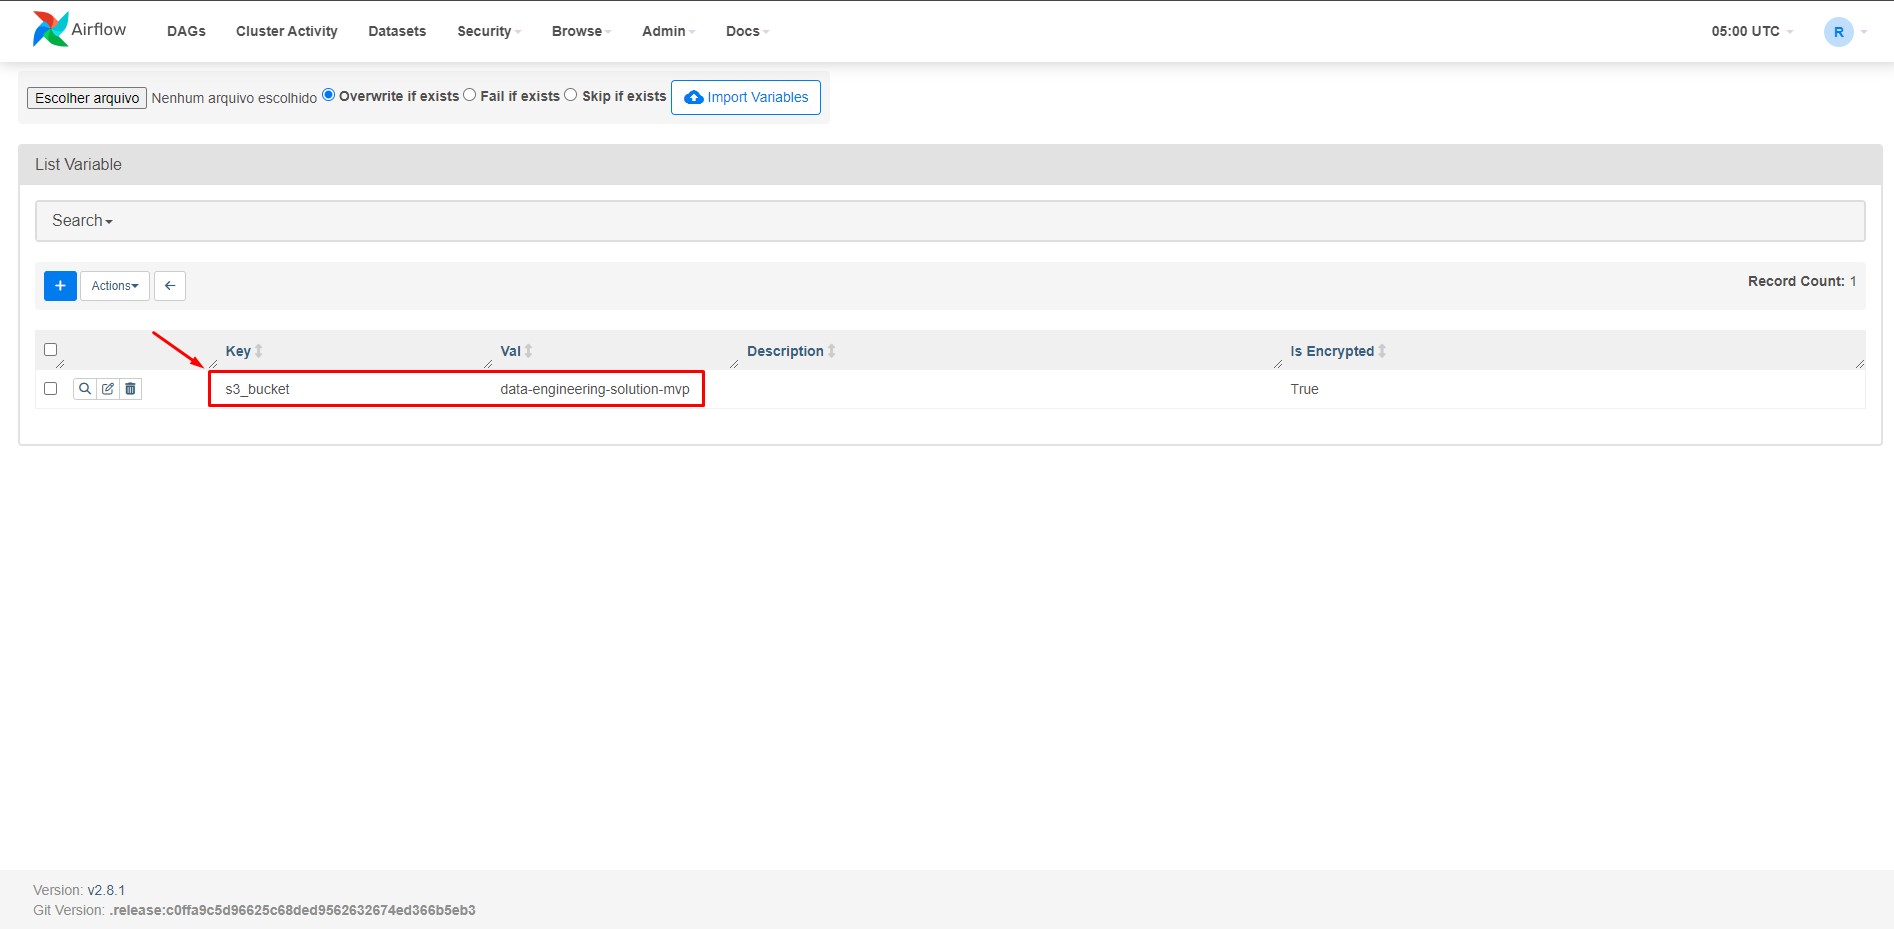 Airflow DAGs Cluster Activity Datasets Security Browse Admin Docs 05:00 UTC R
Escolher arquivo Nenhum arquivo escolhido Overwrite if exists Fail if exists Skip if exists Import Variables
List Variable
Search
+ Actions Record Count: 1
Key Val Description Is Encrypted
s3_bucket data-engineering-solution-mvp True
Version: v2.8.1
Git Version: .release:c0ffa9c5d96625c68ded9562632674ed366b5eb3